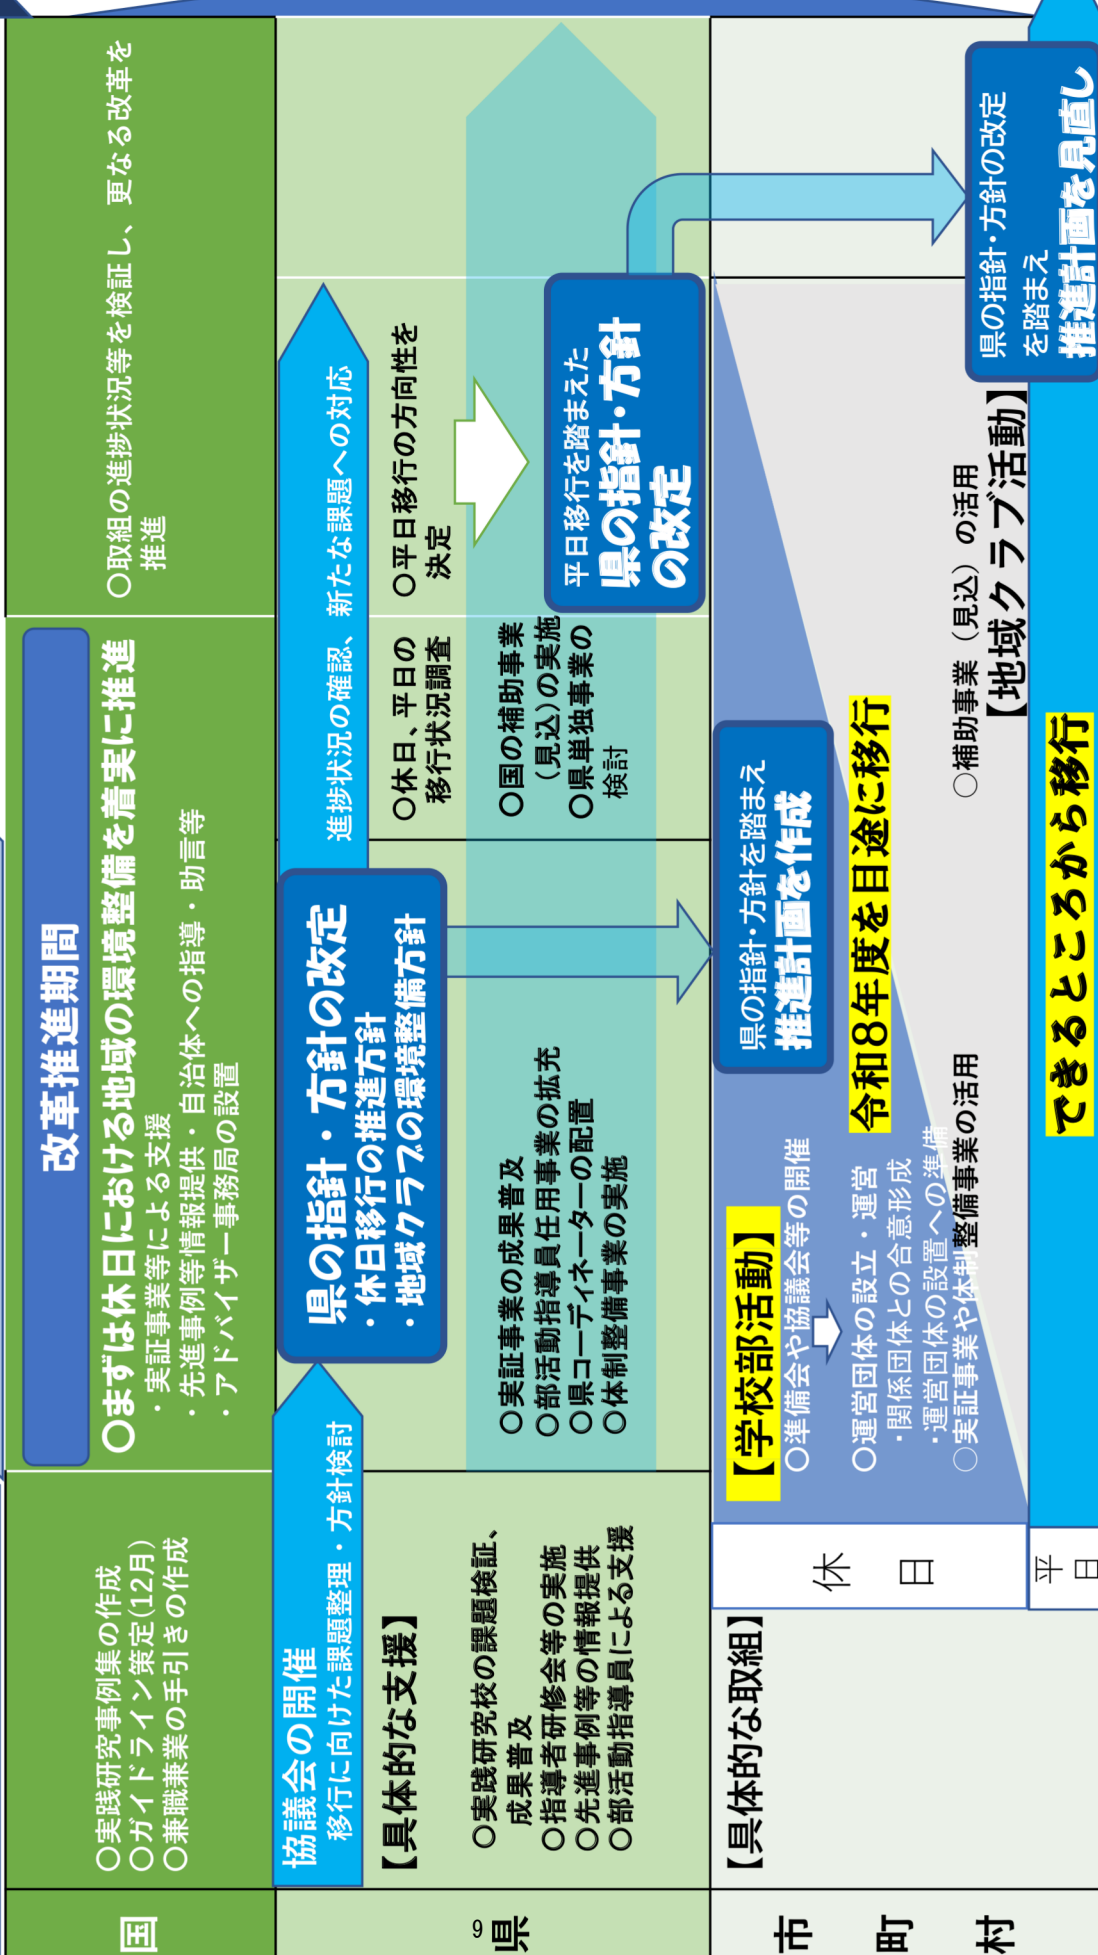 国
○実践研究事例集の作成
○ガイドライン策定(12月)
○兼職兼業の手引きの作成
改革推進期間
○まずは休日における地域の環境整備を着実に推進
・実証事業等による支援
・先進事例等情報提供・自治体への指導・助言等
・アドバイザー事務局の設置
○取組の進捗状況等を検証し、更なる改革を
推進
県
協議会の開催
移行に向けた課題整理・方針検討
【具体的な支援】
○実践研究校の課題検証、
成果普及
○指導者研修会等の実施
○先進事例等の情報提供
○部活動指導員による支援
県の指針・方針の改定
・休日移行の推進方針
・地域クラブの環境整備方針
○実証事業の成果普及
○部活動指導員任用事業の拡充
○県コーディネーターの配置
○体制整備事業の実施
進捗状況の確認、新たな課題への対応
○休日、平日の
移行状況調査
○国の補助事業
（見込）の実施
○県単独事業の
検討
○平日移行の方向性を
決定
平日移行を踏まえた
県の指針・方針
の改定
市
町
村
【具体的な取組】
休
日
【学校部活動】
○準備会や協議会等の開催
○運営団体の設立・運営
・関係団体との合意形成
・運営団体の設置への準備
○実証事業や体制整備事業の活用
県の指針・方針を踏まえ
推進計画を作成
令和８年度を目途に移行
○補助事業（見込）の活用
【地域クラブ活動】
平
日
できるところから移行
県の指針・方針の改定
を踏まえ
推進計画を見直し
9